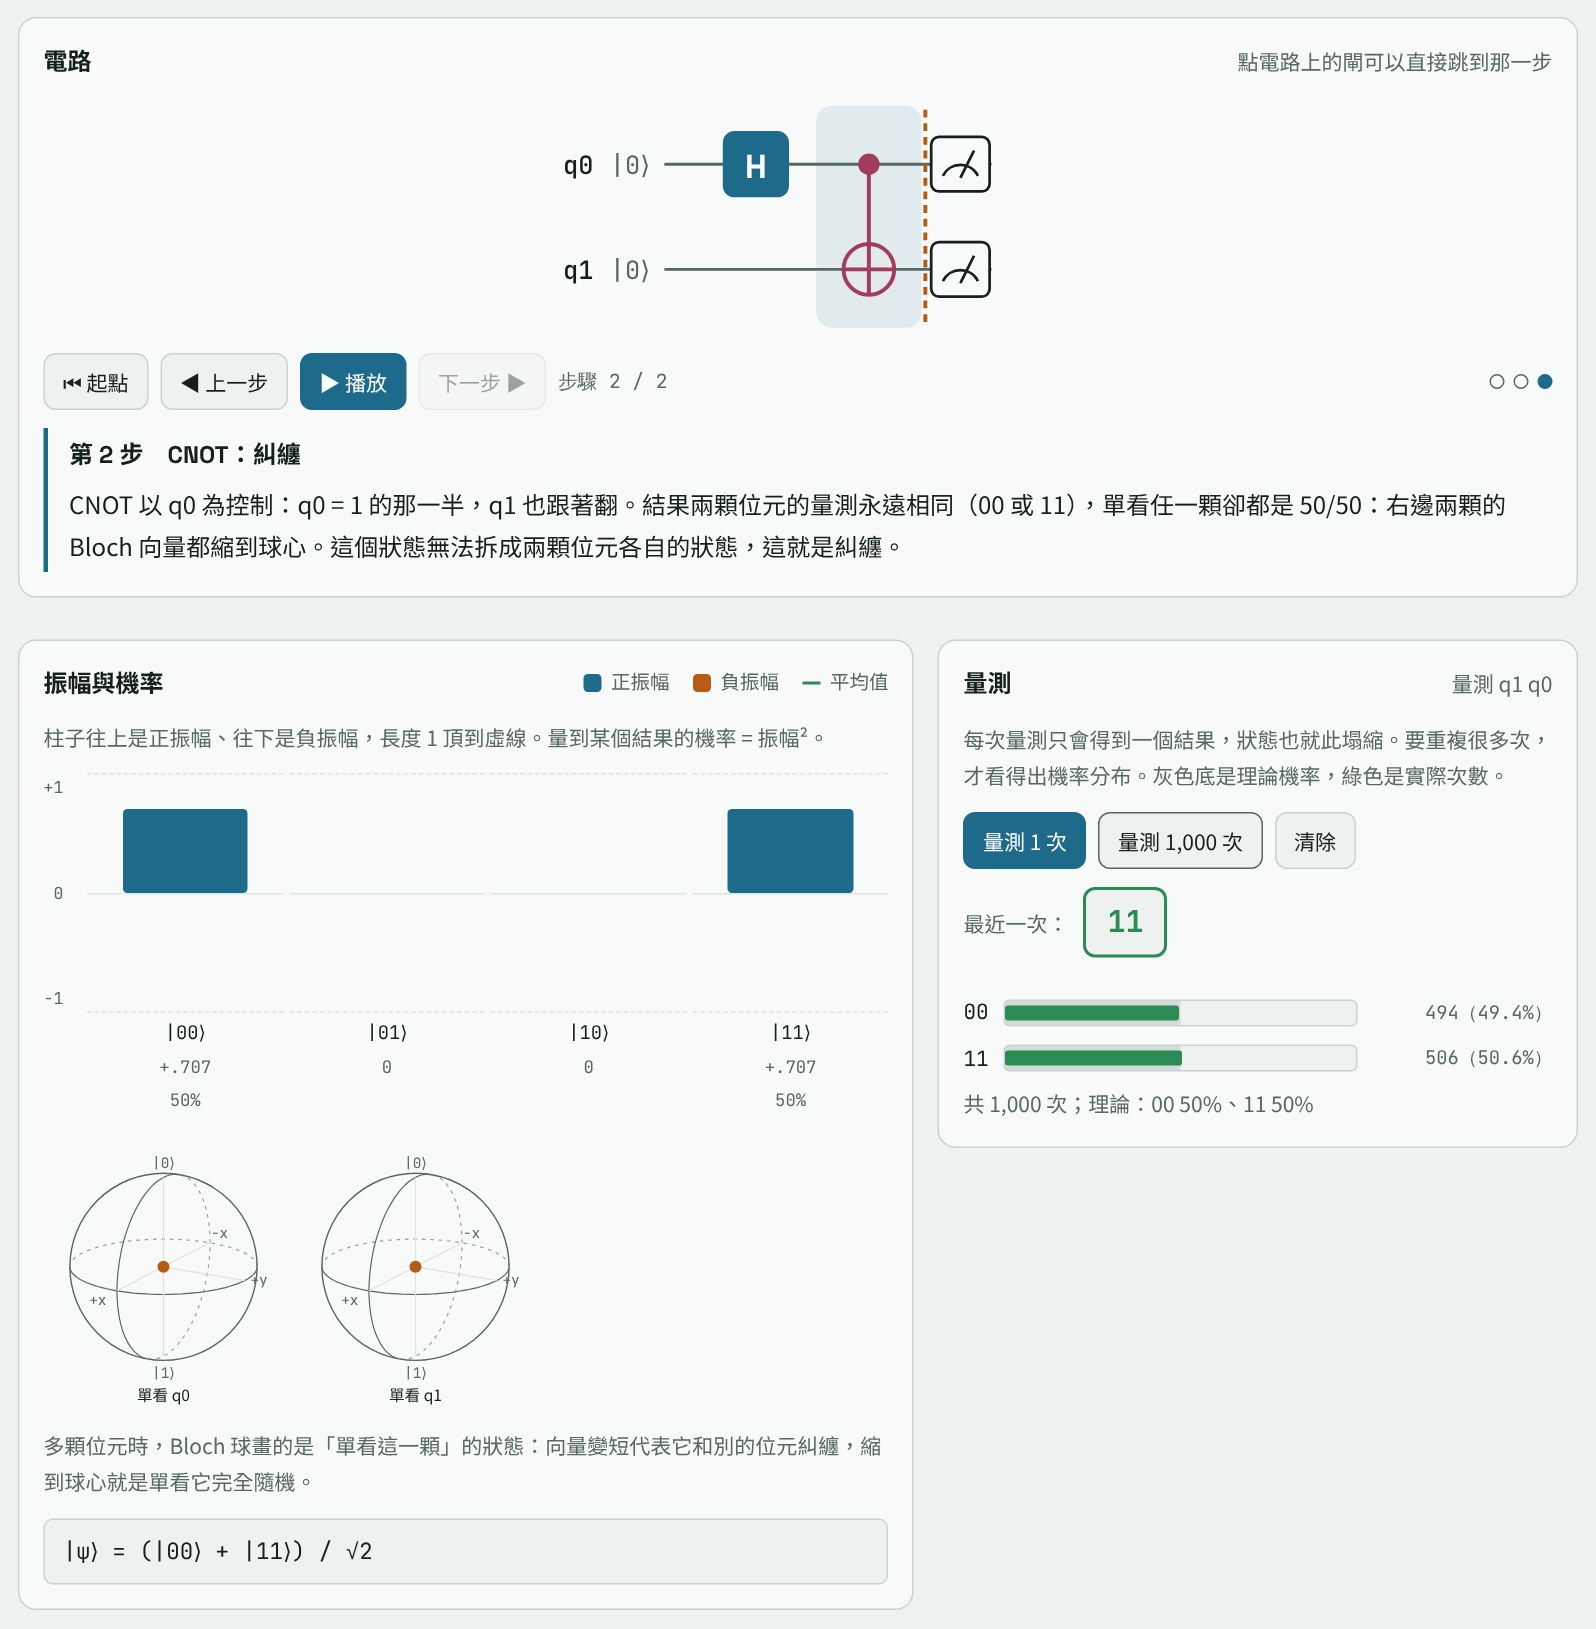 電路
點電路上的閘可以直接跳到那一步
q0 |0⟩ H
q1 |0⟩
⏮ 起點 ◀ 上一步 ▶ 播放 下一步 ▶ 步驟 2 / 2
第 2 步 CNOT：糾纏
CNOT 以 q0 為控制：q0 = 1 的那一半，q1 也跟著翻。結果兩顆位元的量測永遠相同（00 或 11），單看任一顆卻都是 50/50：右邊兩顆的
Bloch 向量都縮到球心。這個狀態無法拆成兩顆位元各自的狀態，這就是糾纏。
振幅與機率
正振幅 負振幅 平均值
柱子往上是正振幅、往下是負振幅，長度 1 頂到虛線。量到某個結果的機率 = 振幅²。
+1
0
-1
|00⟩ |01⟩ |10⟩ |11⟩
+.707 0 0 +.707
50% 50%
|0⟩ |0⟩
-x -x
+y +y
+x +x
|1⟩ |1⟩
單看 q0 單看 q1
多顆位元時，Bloch 球畫的是「單看這一顆」的狀態：向量變短代表它和別的位元糾纏，縮
到球心就是單看它完全隨機。
|ψ⟩ = (|00⟩ + |11⟩) / √2
量測
量測 q1 q0
每次量測只會得到一個結果，狀態也就此塌縮。要重複很多次，
才看得出機率分布。灰色底是理論機率，綠色是實際次數。
量測 1 次 量測 1,000 次 清除
最近一次： 11
00 494（49.4%）
11 506（50.6%）
共 1,000 次；理論：00 50%、11 50%